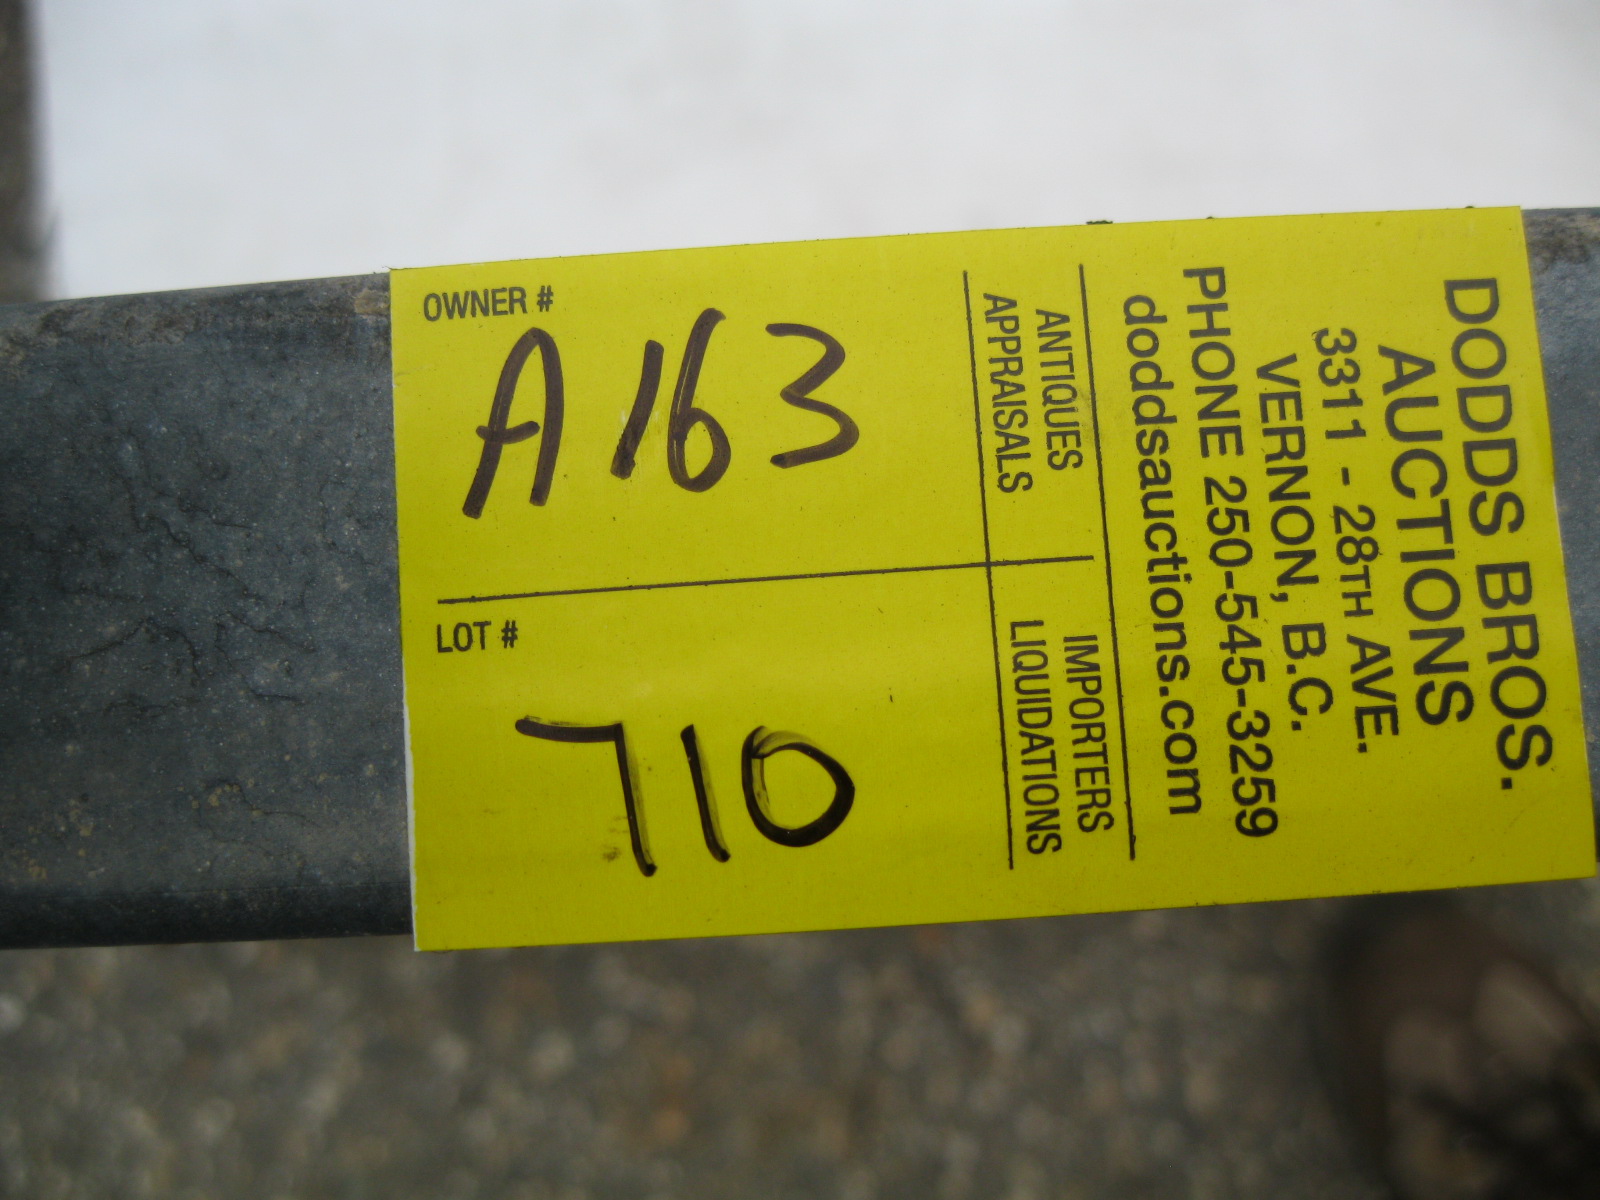 DODDS BROS.
AUCTIONS
3311 - 28TH AVE.
VERNON, B.C.
PHONE 250-545-3259
doddsauctions.com
ANTIQUES
APPRAISALS
IMPORTERS
LIQUIDATIONS
OWNER #
A163
LOT #
710